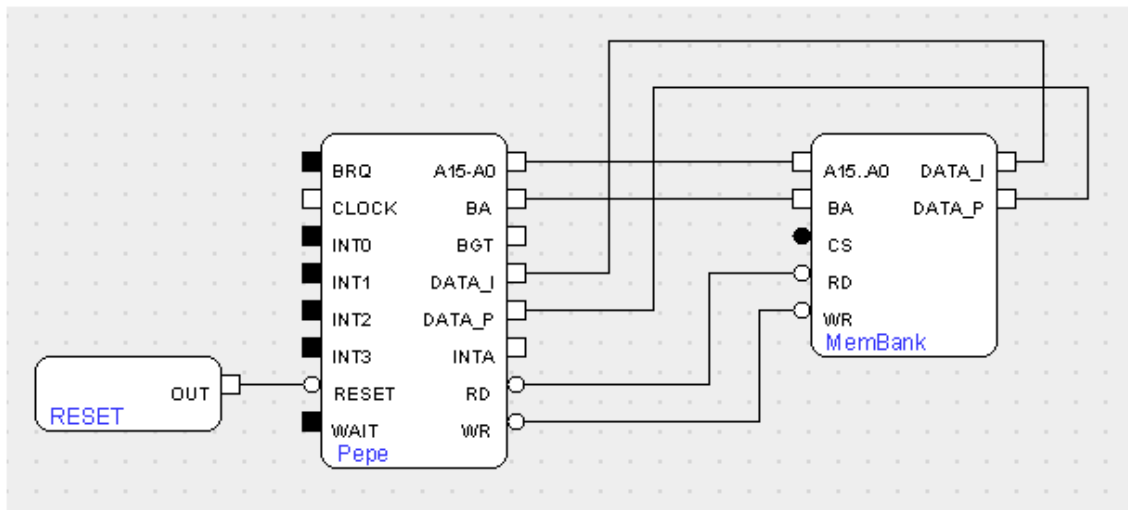 BRQ A15-A0
CLOCK BA
INT0 BGT
INT1 DATA_I
INT2 DATA_P
INT3 INTA
RESET RD
WAIT WR
Pepe
A15..A0 DATA_I
BA DATA_P
CS
RD
WR
MemBank
OUT
RESET